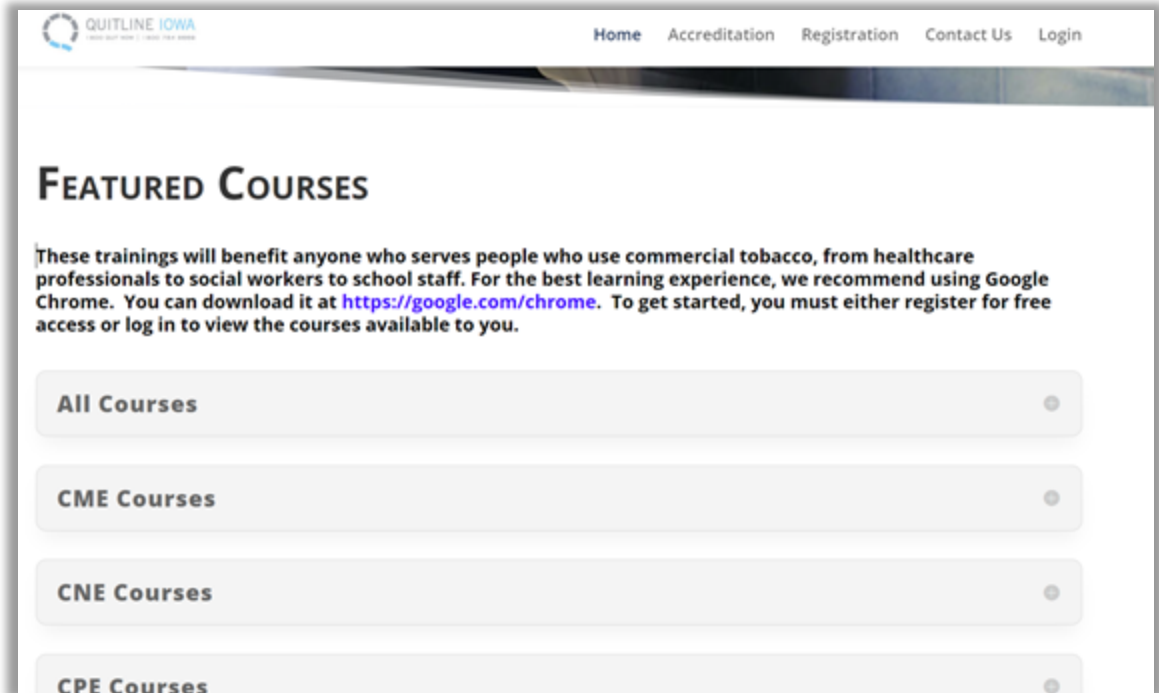 QUITLINE IOWA
Home Accreditation Registration Contact Us Login
FEATURED COURSES
These trainings will benefit anyone who serves people who use commercial tobacco, from healthcare
professionals to social workers to school staff. For the best learning experience, we recommend using Google
Chrome. You can download it at https://google.com/chrome. To get started, you must either register for free
access or log in to view the courses available to you.
All Courses
CME Courses
CNE Courses
CPE Courses